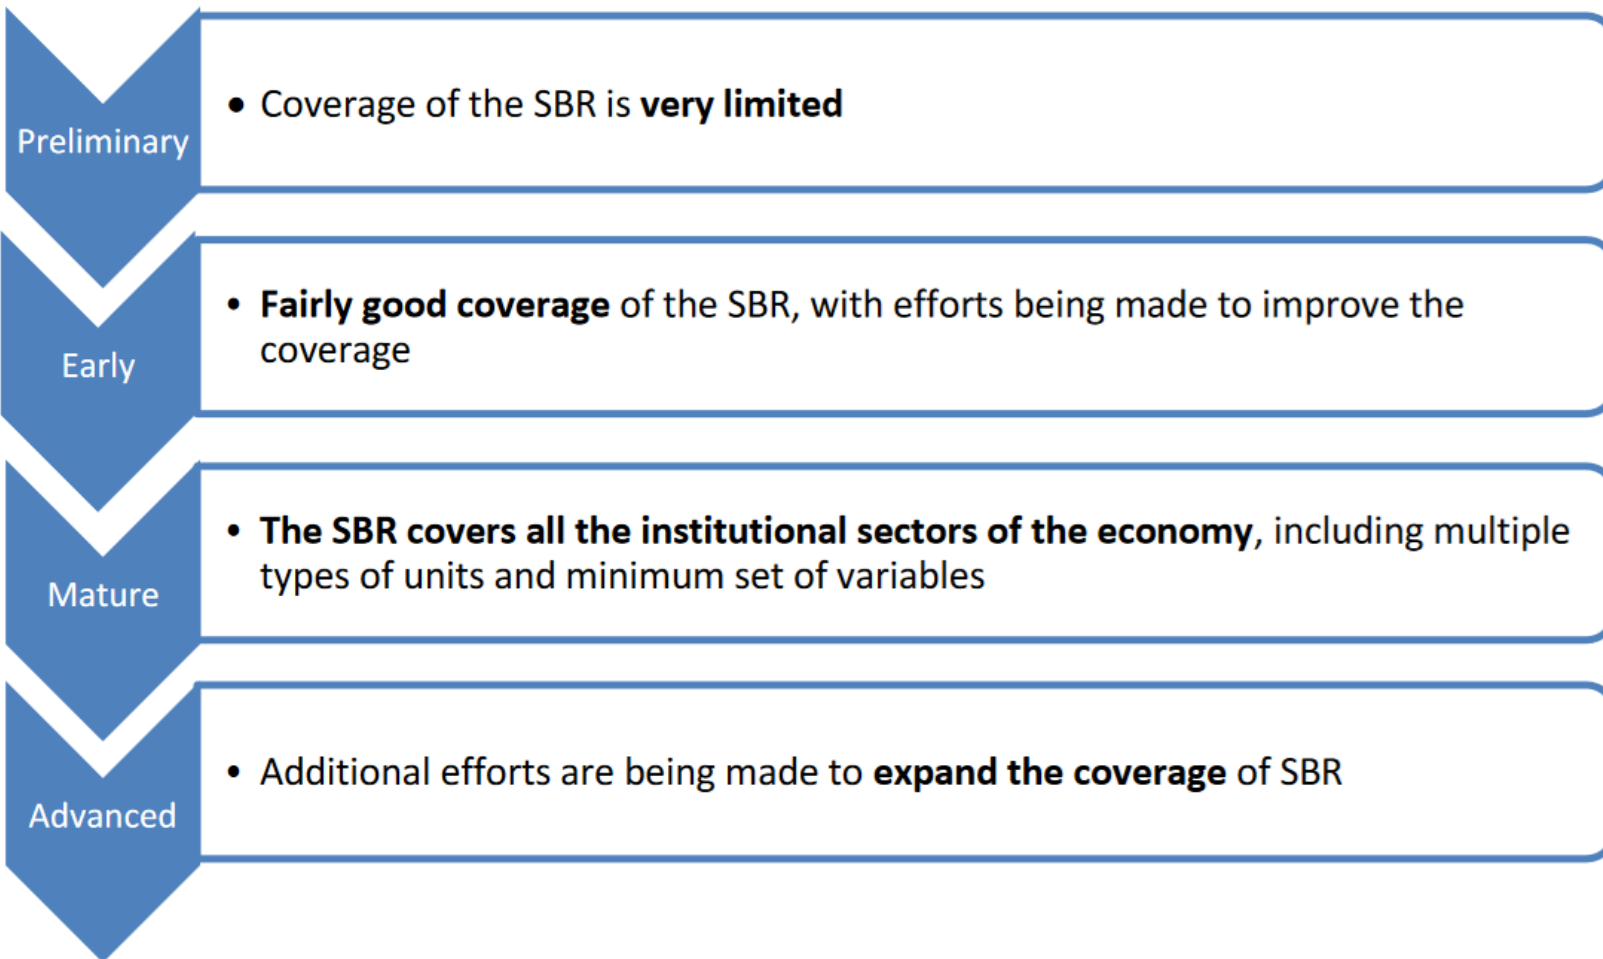 Preliminary
• Coverage of the SBR is very limited
Early
• Fairly good coverage of the SBR, with efforts being made to improve the
coverage
Mature
• The SBR covers all the institutional sectors of the economy, including multiple
types of units and minimum set of variables
Advanced
• Additional efforts are being made to expand the coverage of SBR